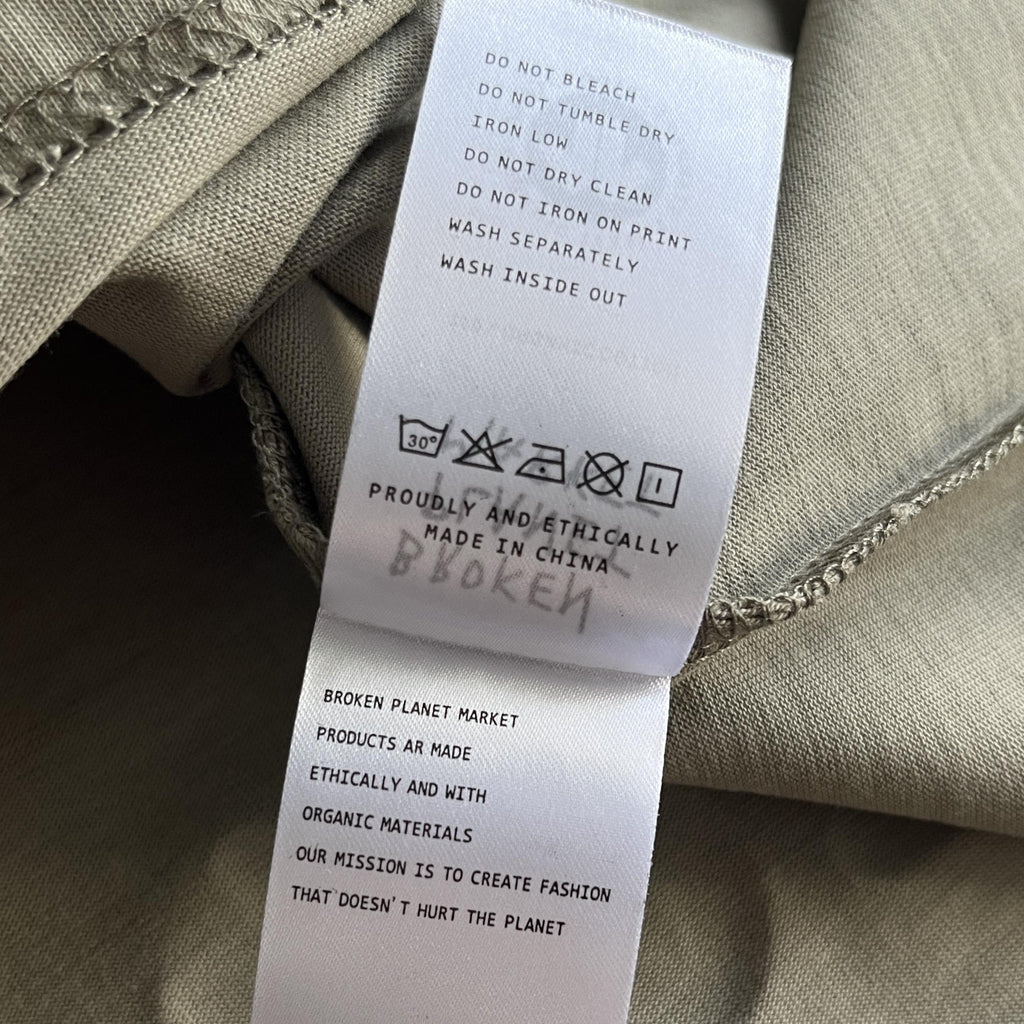 DO NOT BLEACH
DO NOT TUMBLE DRY
IRON LOW
DO NOT DRY CLEAN
DO NOT IRON ON PRINT
WASH SEPARATELY
WASH INSIDE OUT
30°
PROUDLY AND ETHICALLY
MADE IN CHINA
BROKEN
BROKEN PLANET MARKET
PRODUCTS AR MADE
ETHICALLY AND WITH
ORGANIC MATERIALS
OUR MISSION IS TO CREATE FASHION
THAT DOESN'T HURT THE PLANET